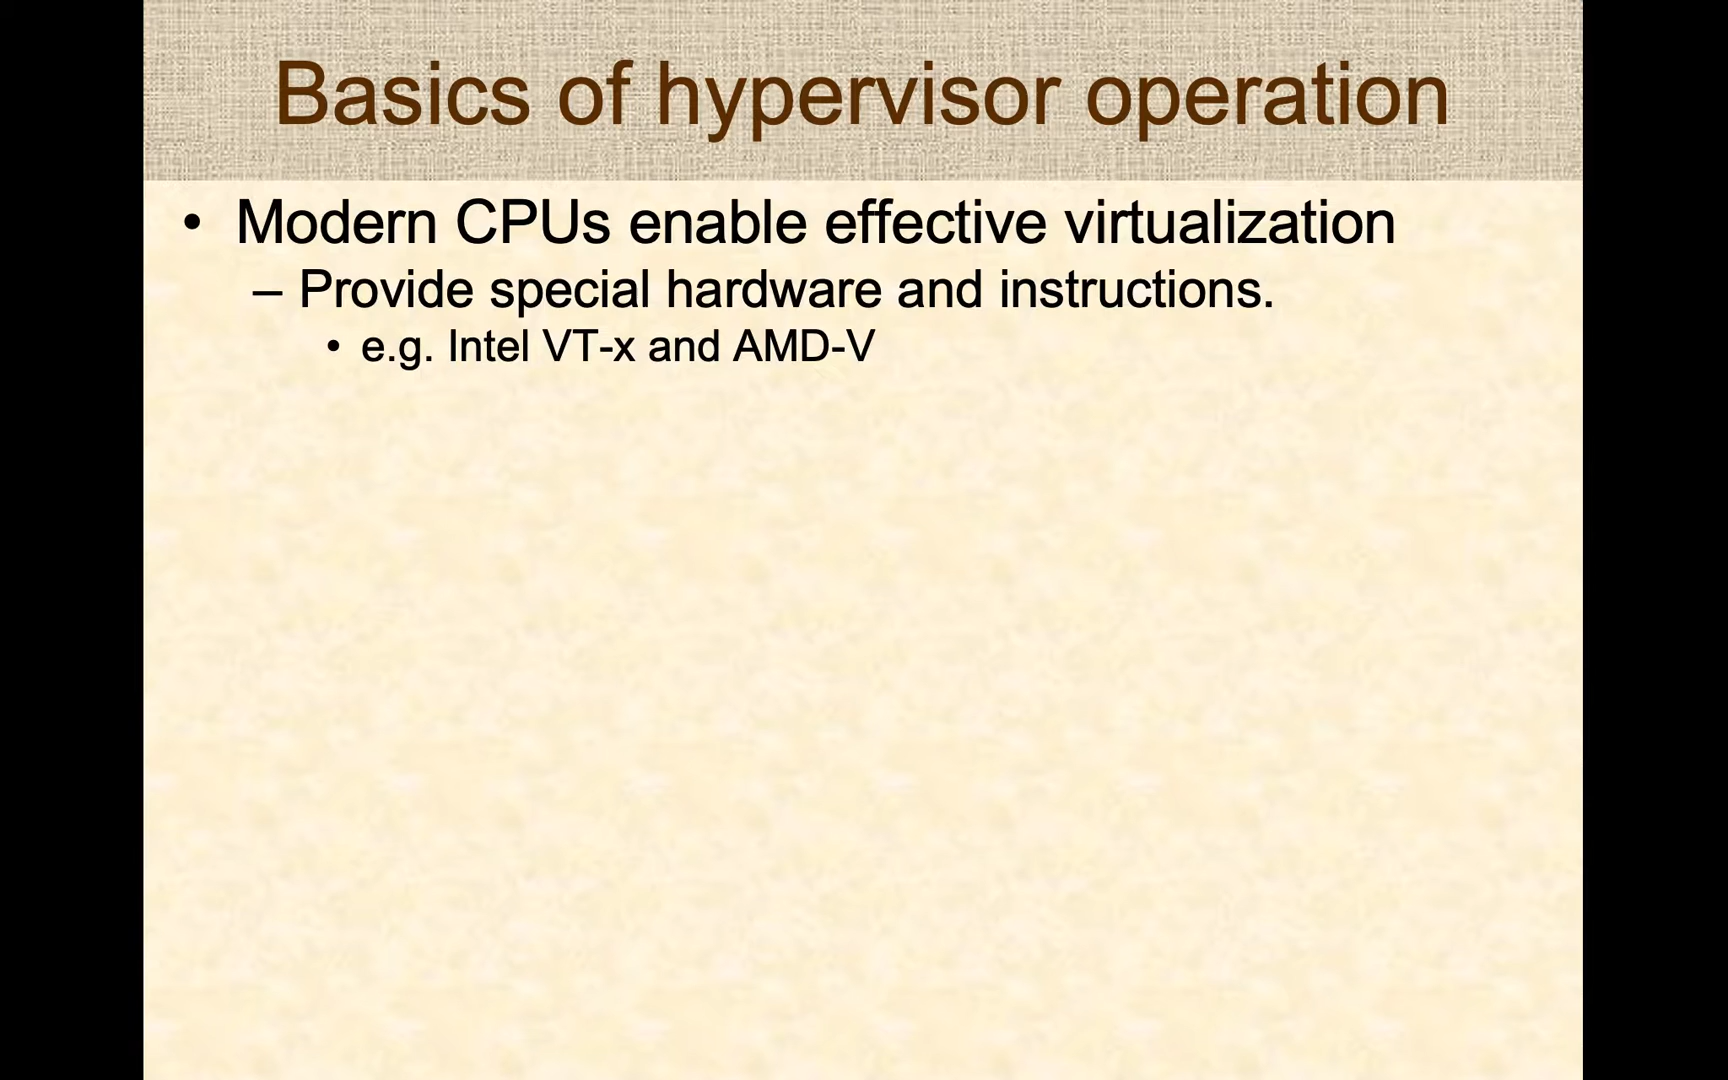 Basics of hypervisor operation
• Modern CPUs enable effective virtualization
– Provide special hardware and instructions.
• e.g. Intel VT-x and AMD-V